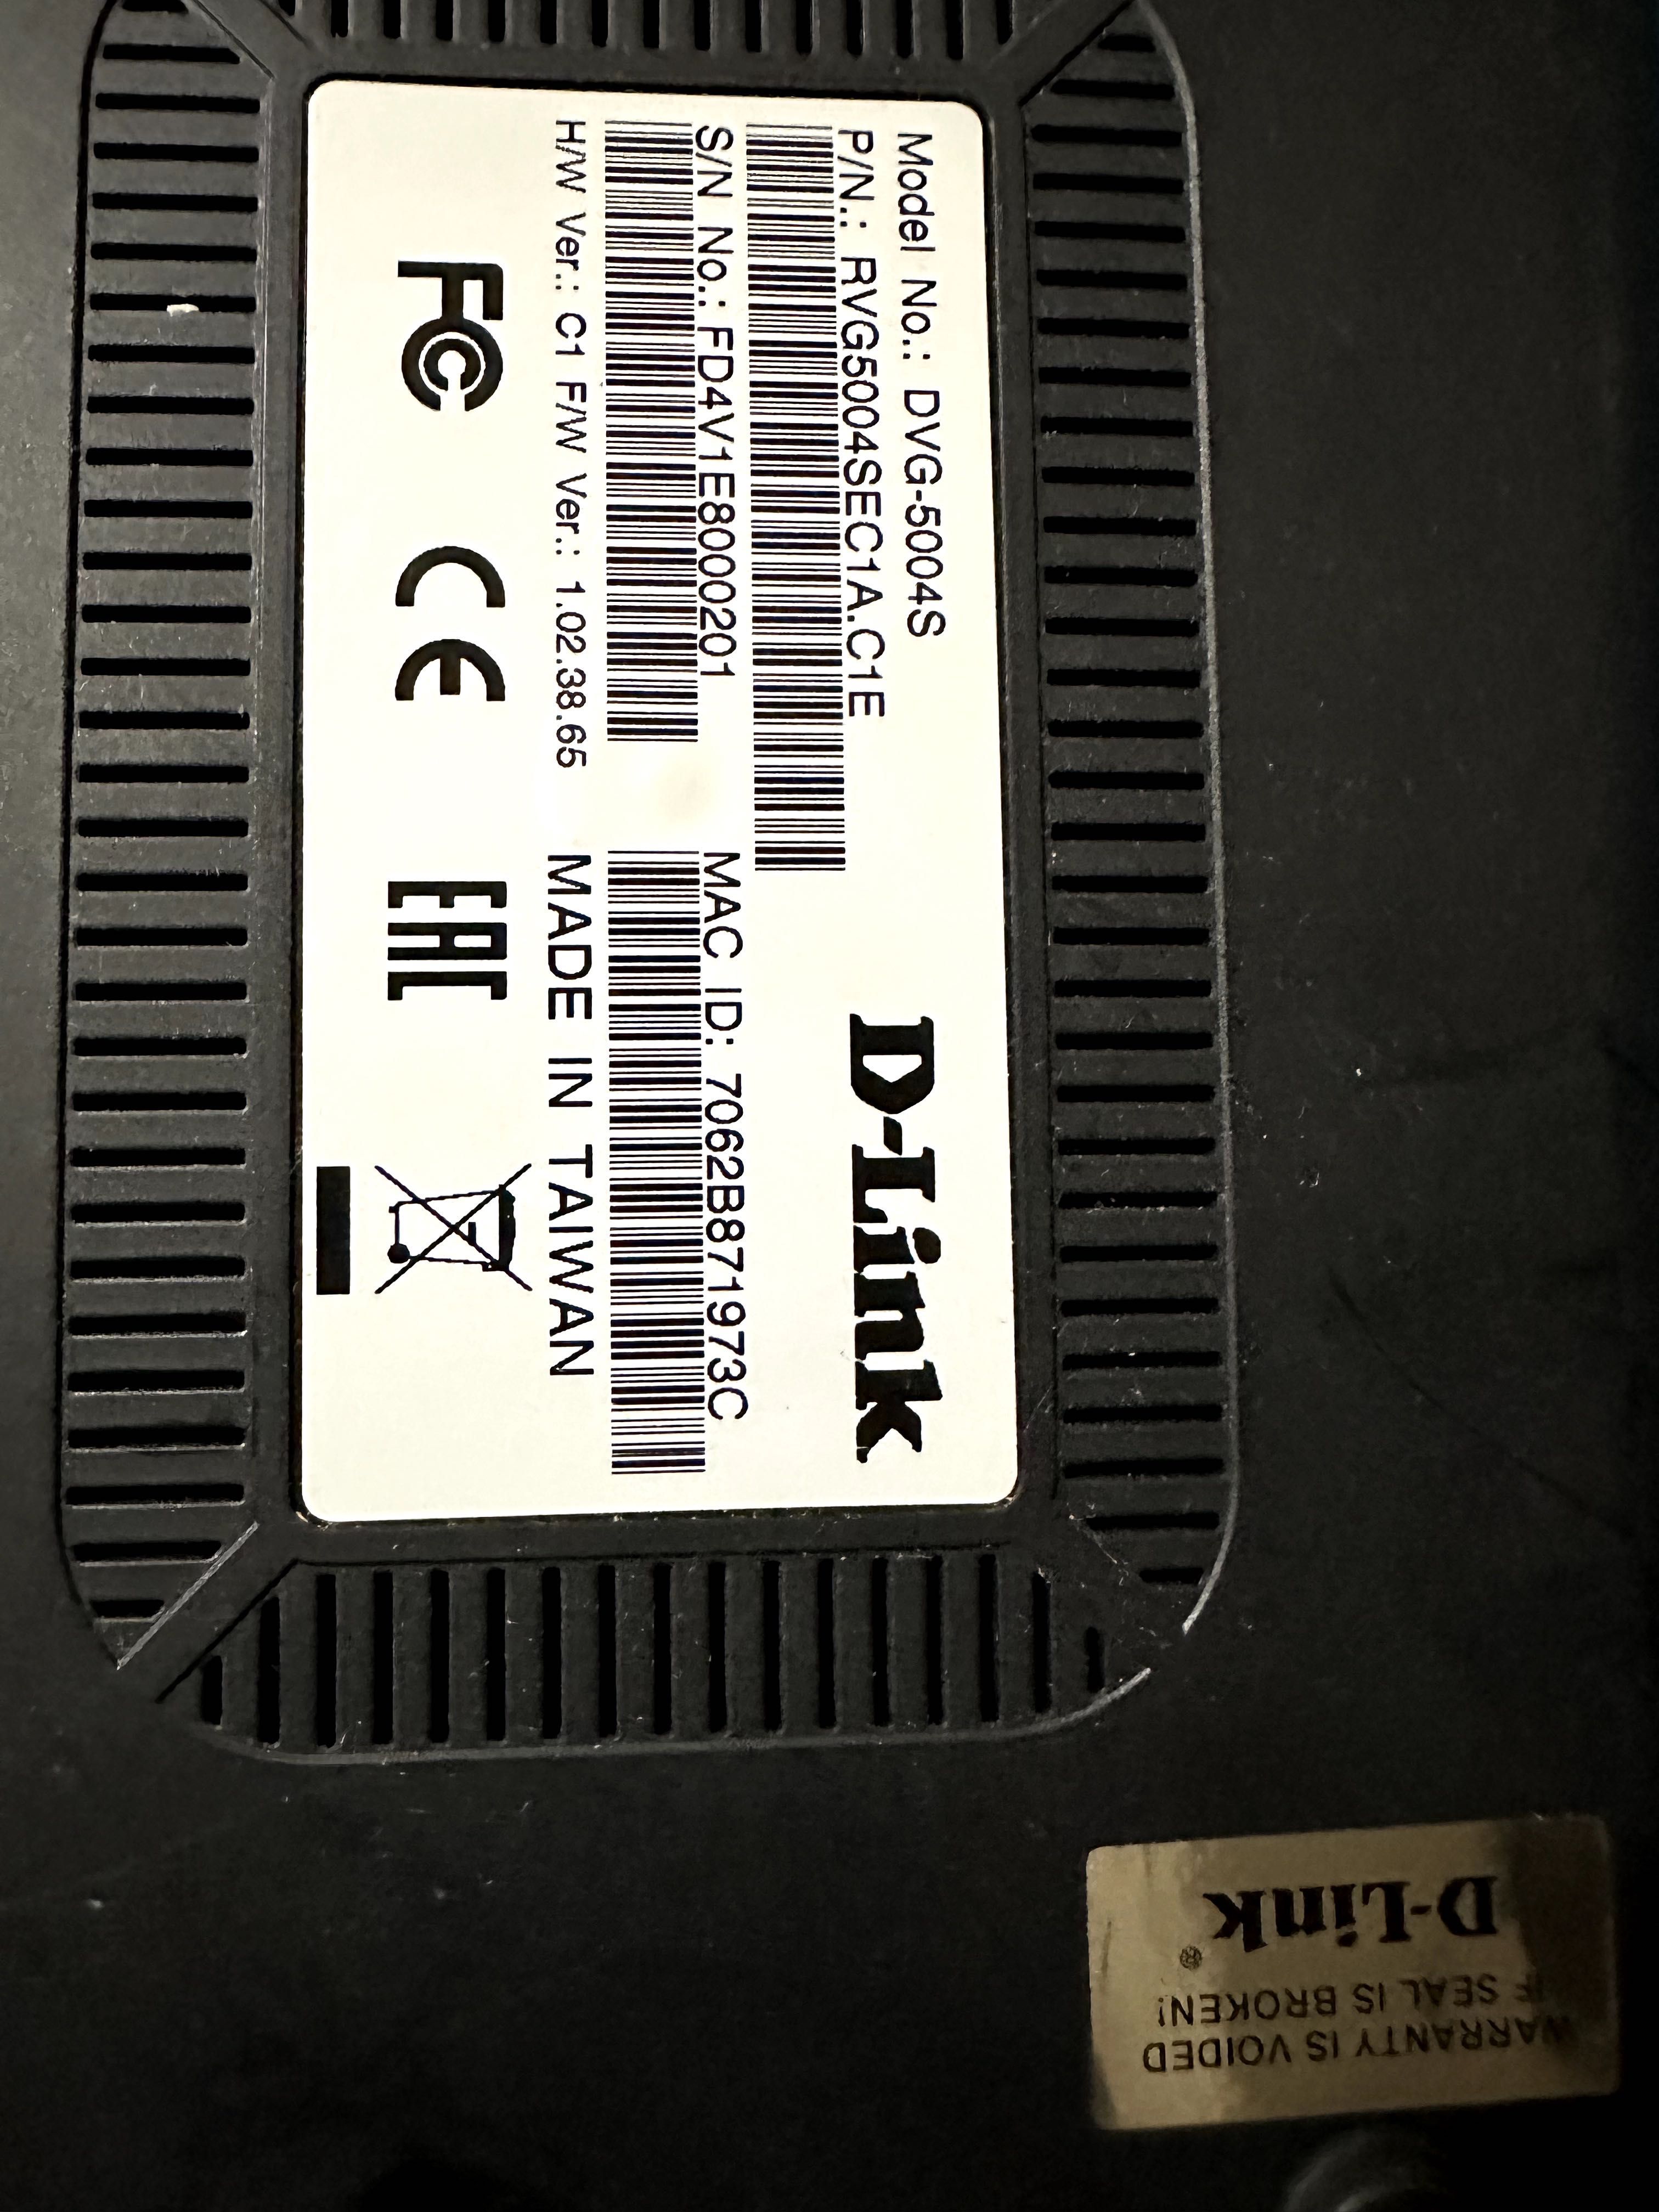 Model No.: DVG-5004S
P/N.: RVG5004SEC1A.C1E
D-Link
S/N No.: FD4V1E8000201
MAC ID: 7062B871973C
H/W Ver.: C1 F/W Ver.: 1.02.38.65
MADE IN TAIWAN
FC CE EAC
WARRANTY IS VOIDED
IF SEAL IS BROKEN!
D-Link®